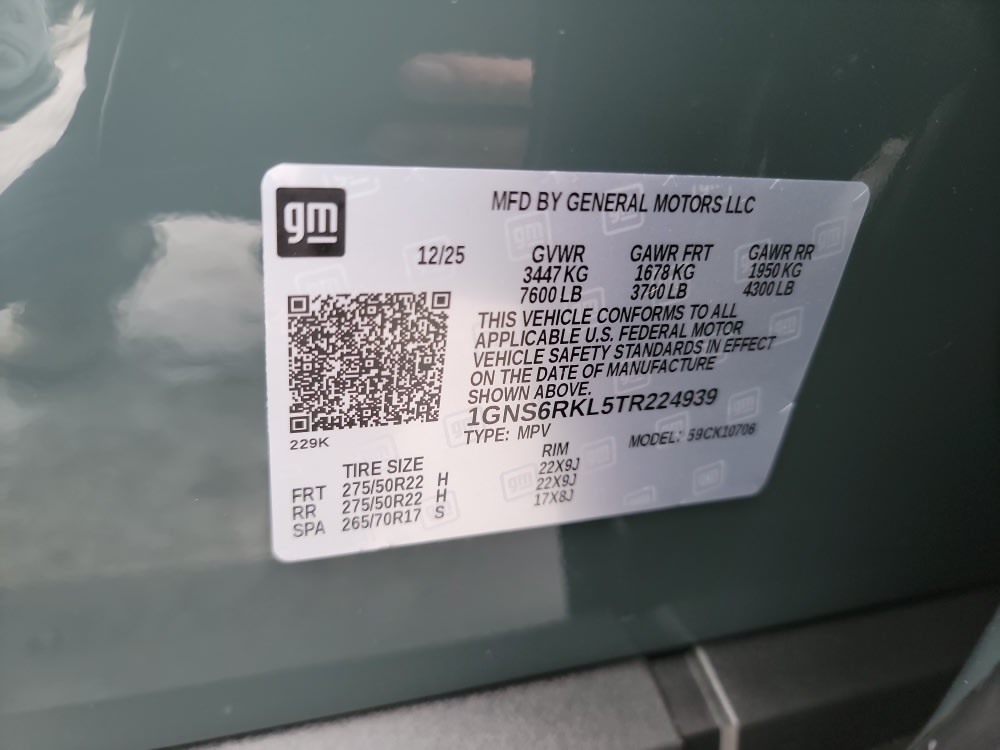 gm
MFD BY GENERAL MOTORS LLC
12/25 GVWR GAWR FRT GAWR RR
3447 KG 1678 KG 1950 KG
7600 LB 3700 LB 4300 LB
THIS VEHICLE CONFORMS TO ALL
APPLICABLE U.S. FEDERAL MOTOR
VEHICLE SAFETY STANDARDS IN EFFECT
ON THE DATE OF MANUFACTURE
SHOWN ABOVE.
1GNS6RKL5TR224939
229K
TYPE: MPV MODEL: CK10706
TIRE SIZE RIM
FRT 275/50R22 H 22X9J
RR 275/50R22 H 22X9J
SPA 265/70R17 S 17X8J